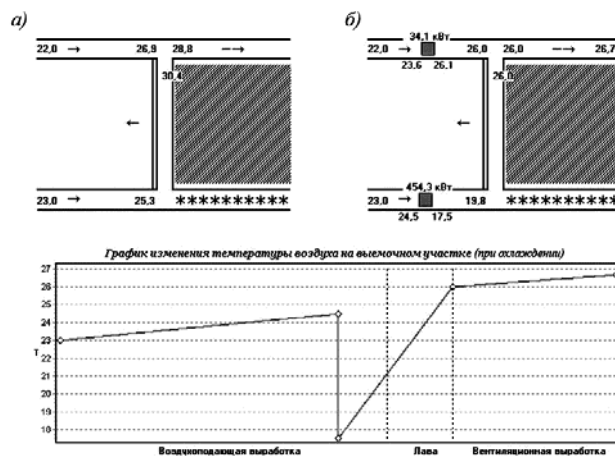 а)
б)
22,0 → 26,9 28,8 →
30,4
←
23,0 → 25,3
34,1 кВт
22,0 → 26,0 26,0 → 26,7
23,6 26.1
26,0
←
454,3 кВт
23,0 → 19,8
24,5 17,5
График изменения температуры воздуха на выемочном участке (при охлаждении)
27
26
25
24
23
22
21
20
19
18
Т
Воздухоподающая выработка Лава Вентиляционная выработка